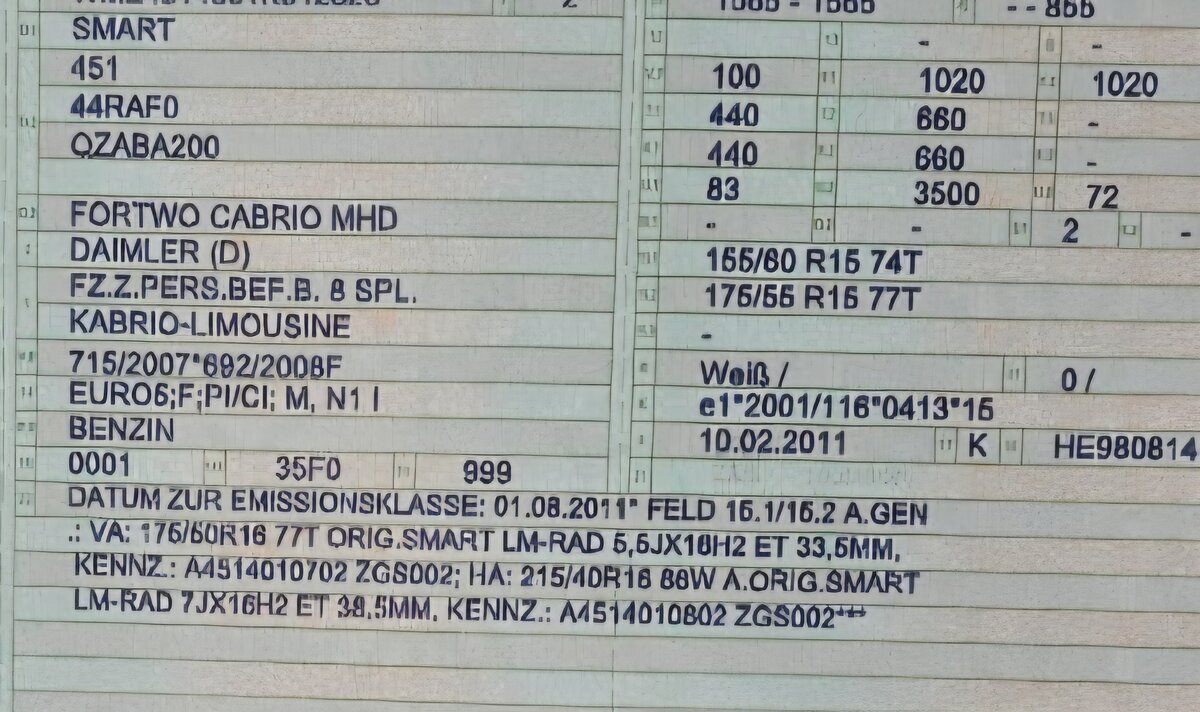 SMART
451
44RAF0
QZABA200
FORTWO CABRIO MHD
DAIMLER (D)
FZ.Z.PERS.BEF.B. 8 SPL.
KABRIO-LIMOUSINE
715/2007*692/2008F
EURO5;F;PI/CI; M, N1 I
BENZIN
0001 35F0 999
- -
100 1020 1020
440 660 -
440 660 -
83 3500 72
- - 2 -
155/60 R15 74T
175/55 R15 77T
-
Weiß / 0 /
e1*2001/116*0413*15
10.02.2011 K HE980814
DATUM ZUR EMISSIONSKLASSE: 01.08.2011* FELD 15.1/15.2 A.GEN
.: VA: 175/50R16 77T ORIG.SMART LM-RAD 5,5JX16H2 ET 33,5MM,
KENNZ.: A4514010702 ZGS002; HA: 215/40R16 86W A.ORIG.SMART
LM-RAD 7JX16H2 ET 38,5MM, KENNZ.: A4514010802 ZGS002***